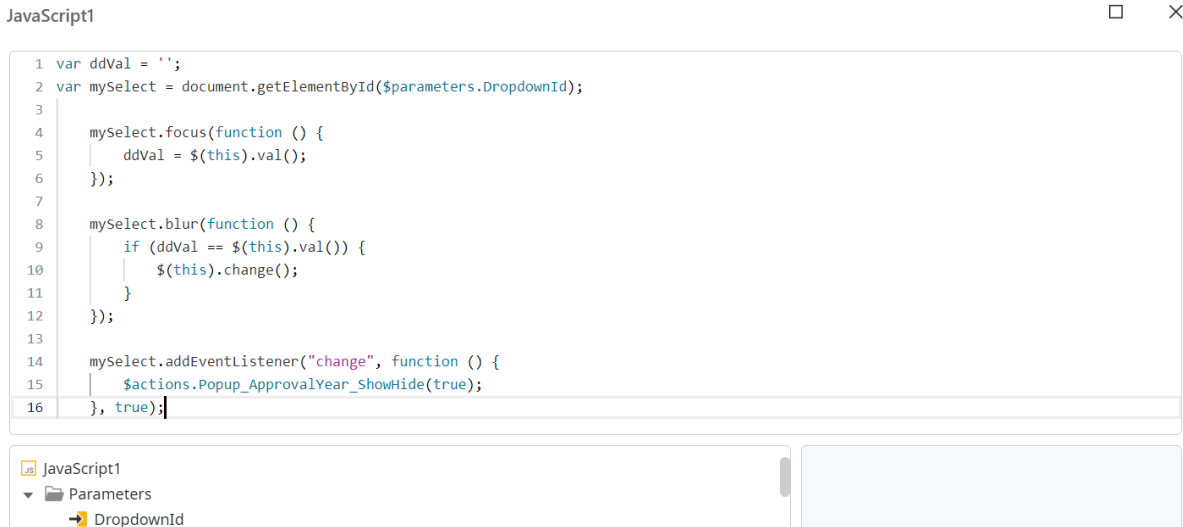 JavaScript1
1 var ddVal = '';
2 var mySelect = document.getElementById($parameters.DropdownId);
3
4 mySelect.focus(function () {
5 ddVal = $(this).val();
6 });
7
8 mySelect.blur(function () {
9 if (ddVal == $(this).val()) {
10 $(this).change();
11 }
12 });
13
14 mySelect.addEventListener("change", function () {
15 $actions.Popup_ApprovalYear_ShowHide(true);
16 }, true);
JS JavaScript1
Parameters
DropdownId